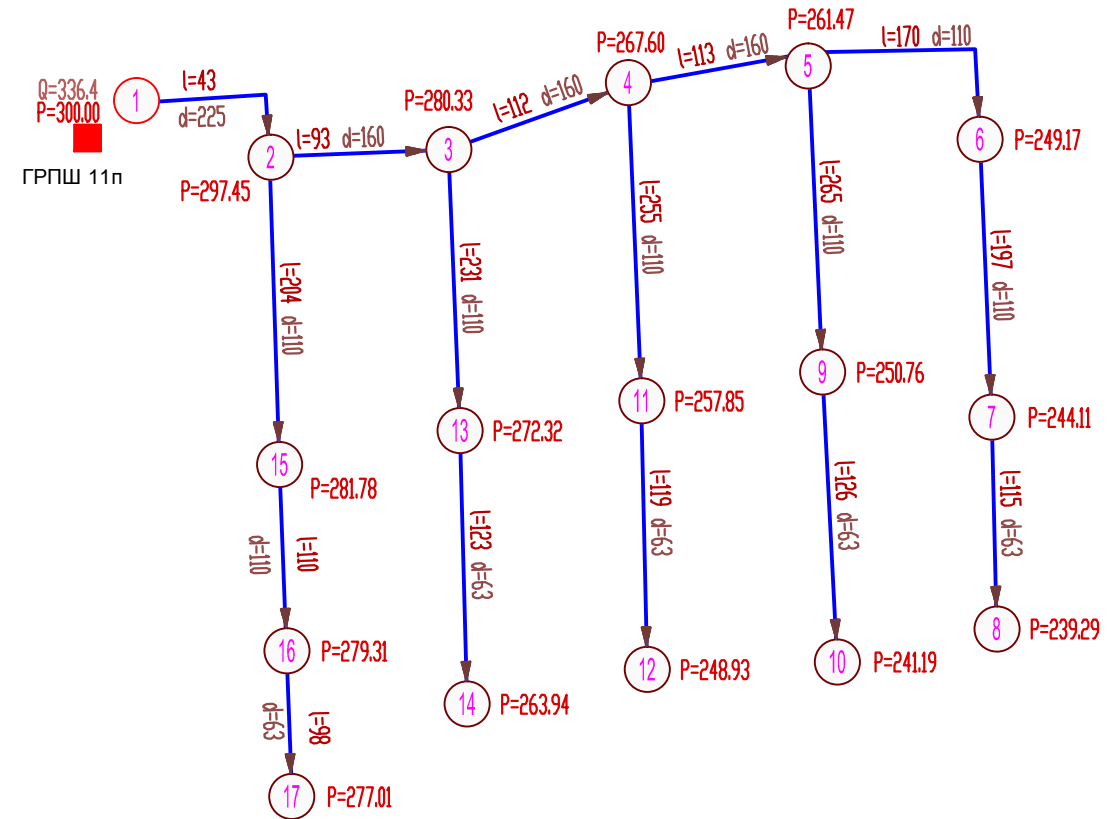 Q=336.4
P=300.00
ГРПШ 11п
1
l=43
d=225
2
P=297.45
l=93 d=160
P=280.33
3
l=112 d=160
P=267.60
4
l=113 d=160
P=261.47
5
l=170 d=110
6
P=249.17
l=204 d=110
l=231 d=110
l=255 d=110
l=265 d=110
l=197 d=110
15
P=281.78
13
P=272.32
11
P=257.85
9
P=250.76
7
P=244.11
l=110
d=110
l=123 d=63
l=119 d=63
l=126 d=63
l=115 d=63
16
P=279.31
14
P=263.94
12
P=248.93
10
P=241.19
8
P=239.29
l=98
d=63
17
P=277.01